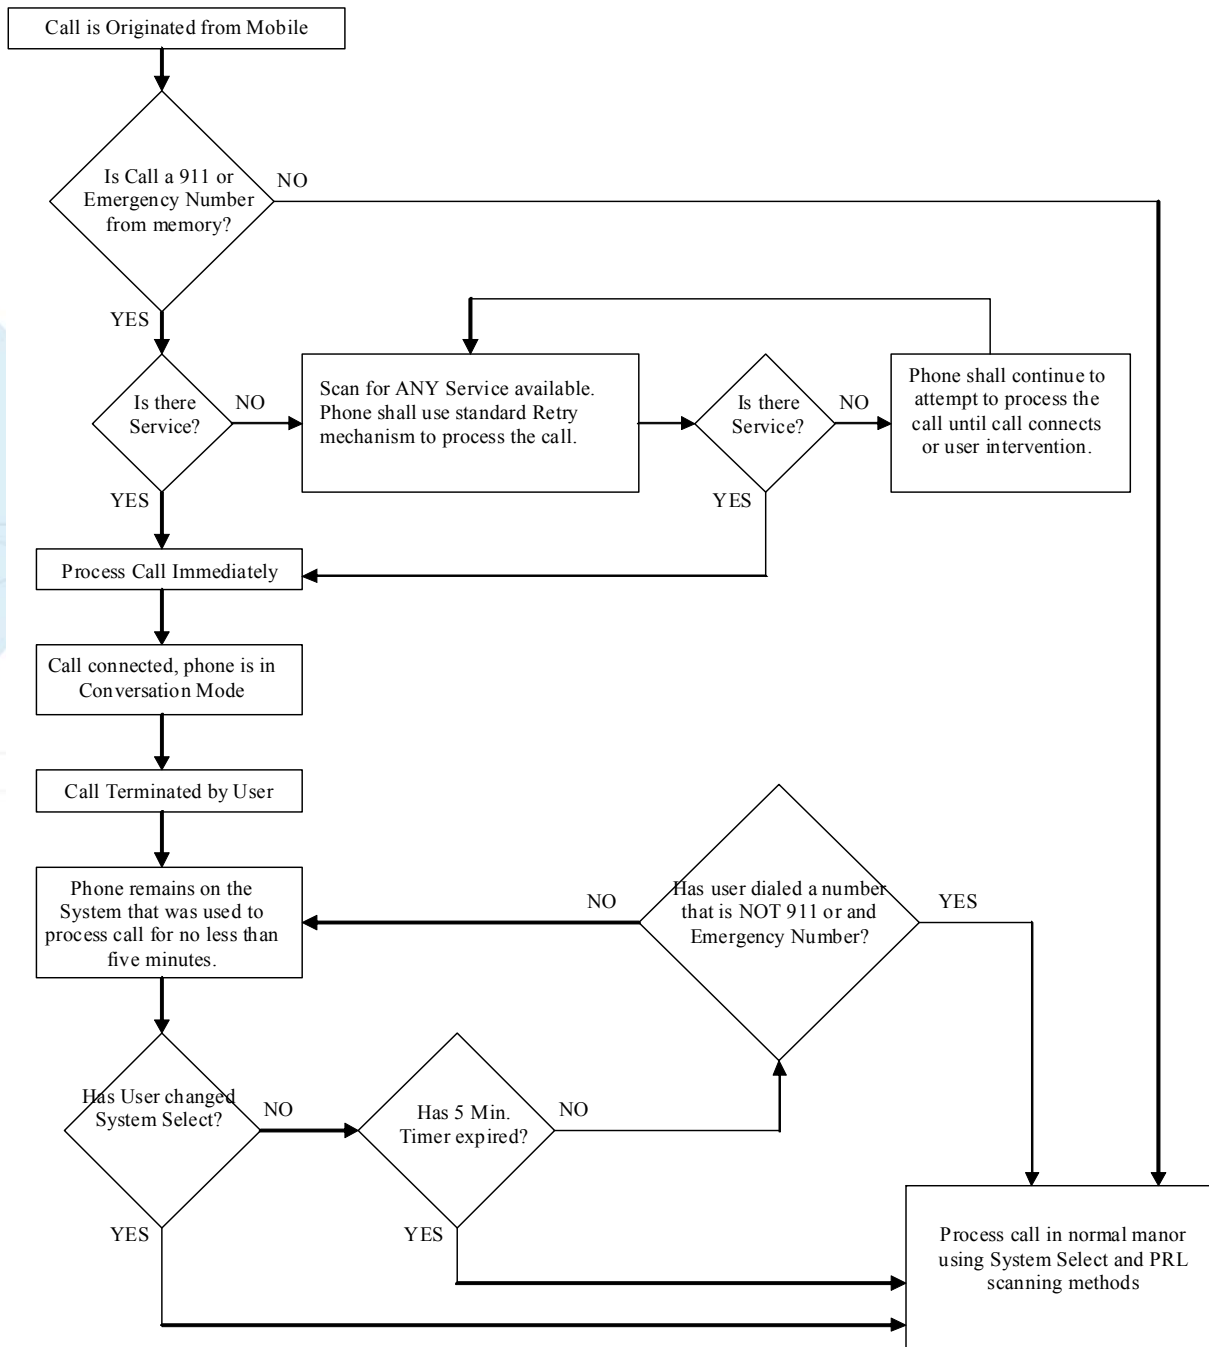 Call is Originated from Mobile
Is Call a 911 or
Emergency Number
from memory?
NO
YES
Is there
Service?
NO
Scan for ANY Service available.
Phone shall use standard Retry
mechanism to process the call.
Is there
Service?
NO
Phone shall continue to
attempt to process the
call until call connects
or user intervention.
YES
YES
Process Call Immediately
Call connected, phone is in
Conversation Mode
Call Terminated by User
Phone remains on the
System that was used to
process call for no less than
five minutes.
NO
Has user dialed a number
that is NOT 911 or and
Emergency Number?
YES
Has User changed
System Select?
NO
Has 5 Min.
Timer expired?
NO
YES
YES
Process call in normal manor
using System Select and PRL
scanning methods